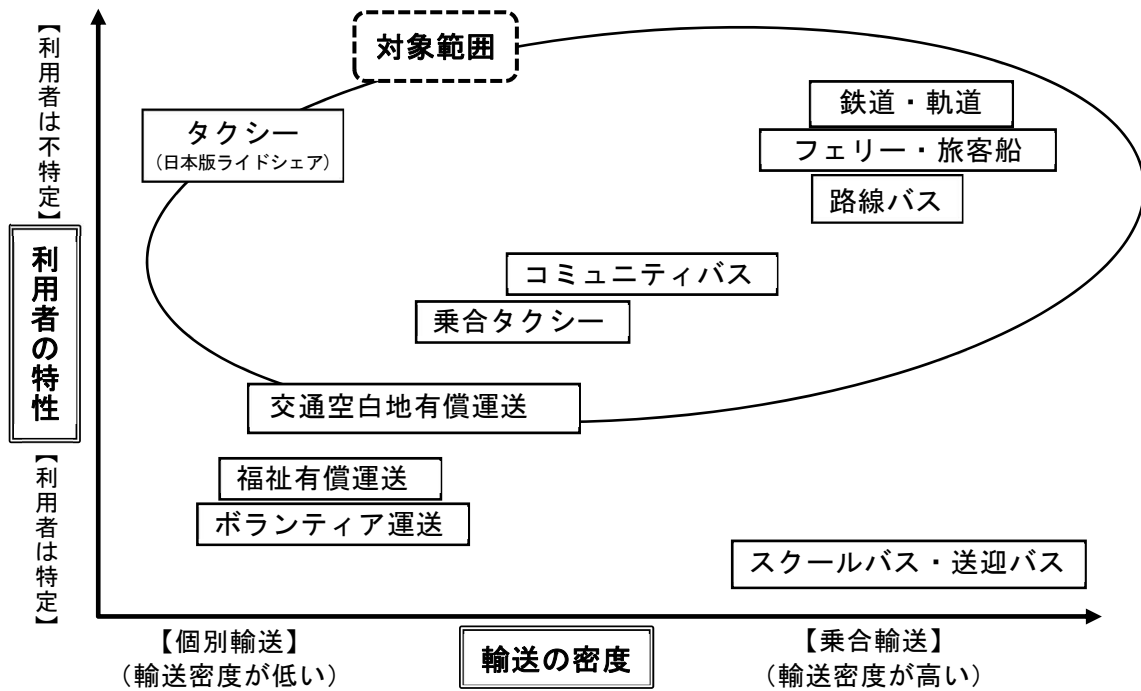 対象範囲
鉄道・軌道
タクシー
(日本版ライドシェア)
フェリー・旅客船
路線バス
コミュニティバス
乗合タクシー
交通空白地有償運送
福祉有償運送
ボランティア運送
スクールバス・送迎バス
【利用者は不特定】
利用者の特性
【利用者は特定】
【個別輸送】
(輸送密度が低い)
輸送の密度
【乗合輸送】
(輸送密度が高い)